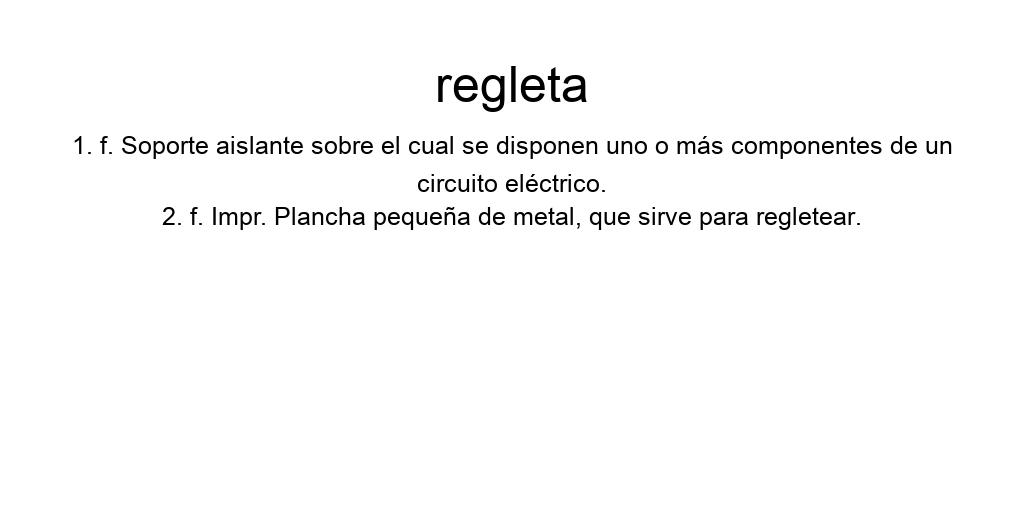 regleta
1. f. Soporte aislante sobre el cual se disponen uno o más componentes de un
circuito eléctrico.
2. f. Impr. Plancha pequeña de metal, que sirve para regletear.